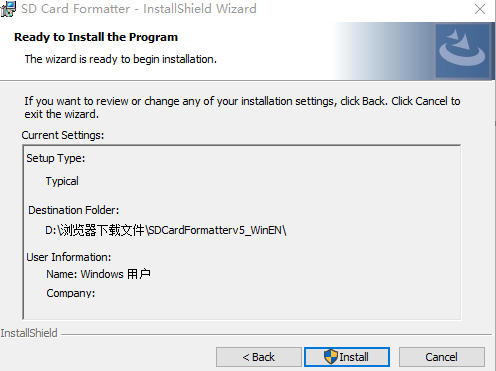 SD Card Formatter - InstallShield Wizard
Ready to Install the Program
The wizard is ready to begin installation.
If you want to review or change any of your installation settings, click Back. Click Cancel to
exit the wizard.
Current Settings:
Setup Type:
Typical
Destination Folder:
D:\浏览器下载文件\SDCardFormatterv5_WinEN\
User Information:
Name: Windows 用户
Company:
InstallShield
< Back
Install
Cancel